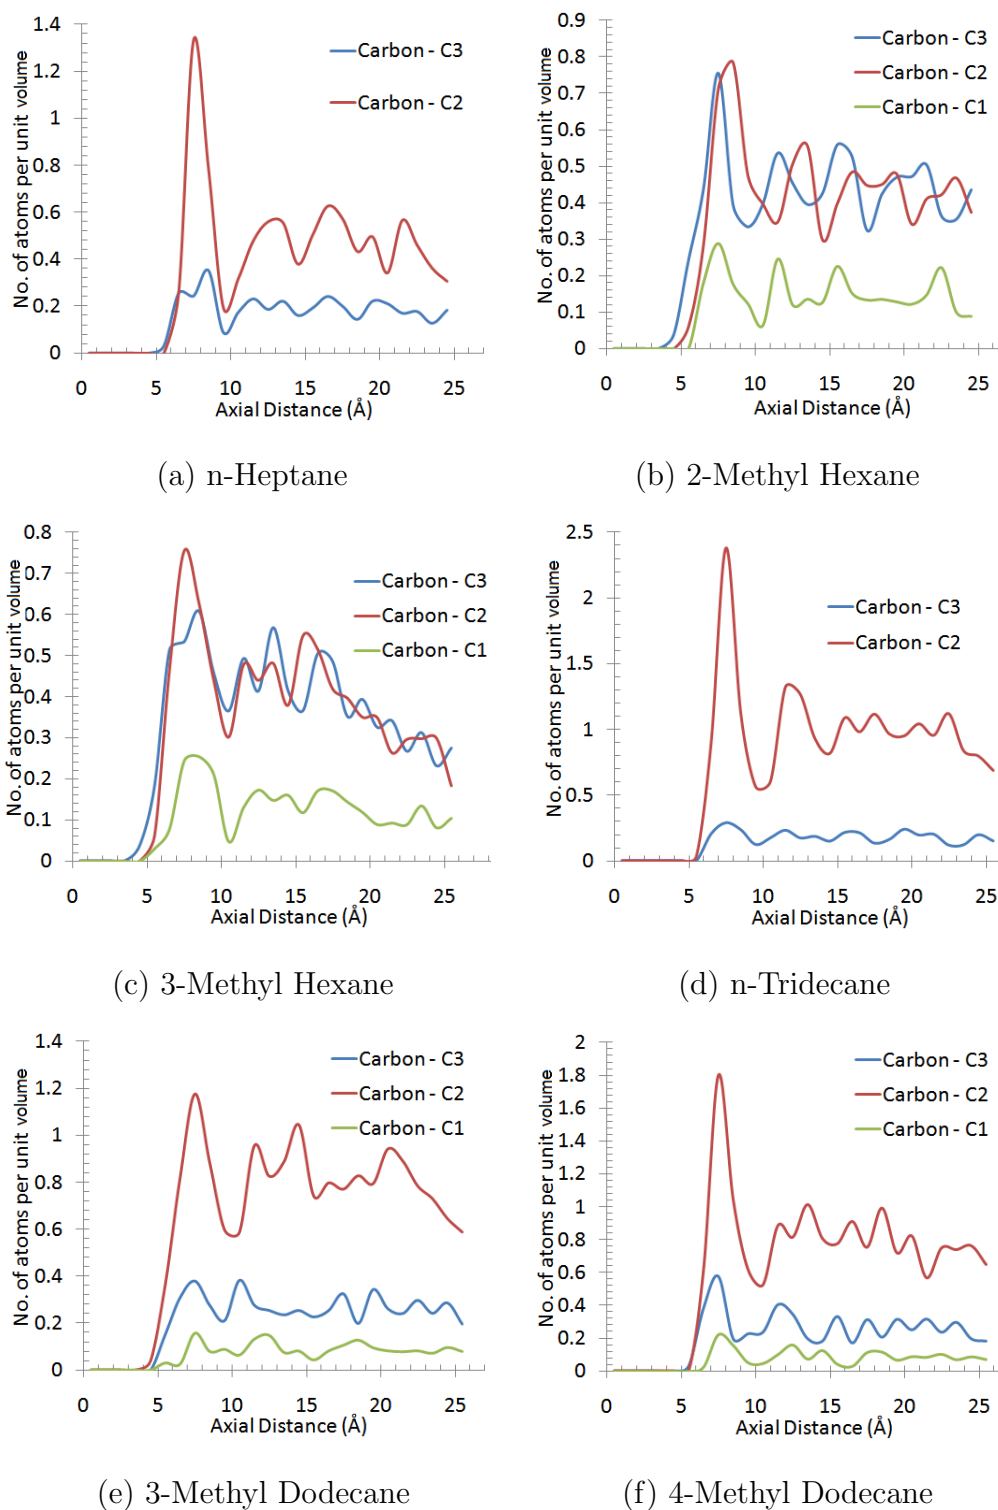 1.4
1.2
1
0.8
0.6
0.4
0.2
0
0 5 10 15 20 25
No. of atoms per unit volume
Axial Distance (Å)
Carbon - C3
Carbon - C2
(a) n-Heptane
0.9
0.8
0.7
0.6
0.5
0.4
0.3
0.2
0.1
0
0 5 10 15 20 25
No. of atoms per unit volume
Axial Distance (Å)
Carbon - C3
Carbon - C2
Carbon - C1
(b) 2-Methyl Hexane
0.8
0.7
0.6
0.5
0.4
0.3
0.2
0.1
0
0 5 10 15 20 25
No. of atoms per unit volume
Axial Distance (Å)
Carbon - C3
Carbon - C2
Carbon - C1
(c) 3-Methyl Hexane
2.5
2
1.5
1
0.5
0
0 5 10 15 20 25
No. of atoms per unit volume
Axial Distance (Å)
Carbon - C3
Carbon - C2
(d) n-Tridecane
1.4
1.2
1
0.8
0.6
0.4
0.2
0
0 5 10 15 20 25
No. of atoms per unit volume
Axial Distance (Å)
Carbon - C3
Carbon - C2
Carbon - C1
(e) 3-Methyl Dodecane
2
1.8
1.6
1.4
1.2
1
0.8
0.6
0.4
0.2
0
0 5 10 15 20 25
No. of atoms per unit volume
Axial Distance (Å)
Carbon - C3
Carbon - C2
Carbon - C1
(f) 4-Methyl Dodecane